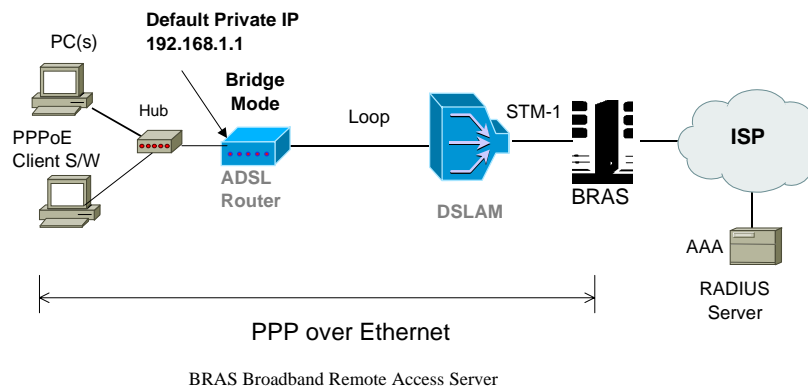 Default Private IP
192.168.1.1
PC(s)
Bridge
Mode
Hub
Loop
STM-1
ISP
PPPoE
Client S/W
ADSL
Router
DSLAM
BRAS
AAA
RADIUS
Server
PPP over Ethernet
BRAS Broadband Remote Access Server